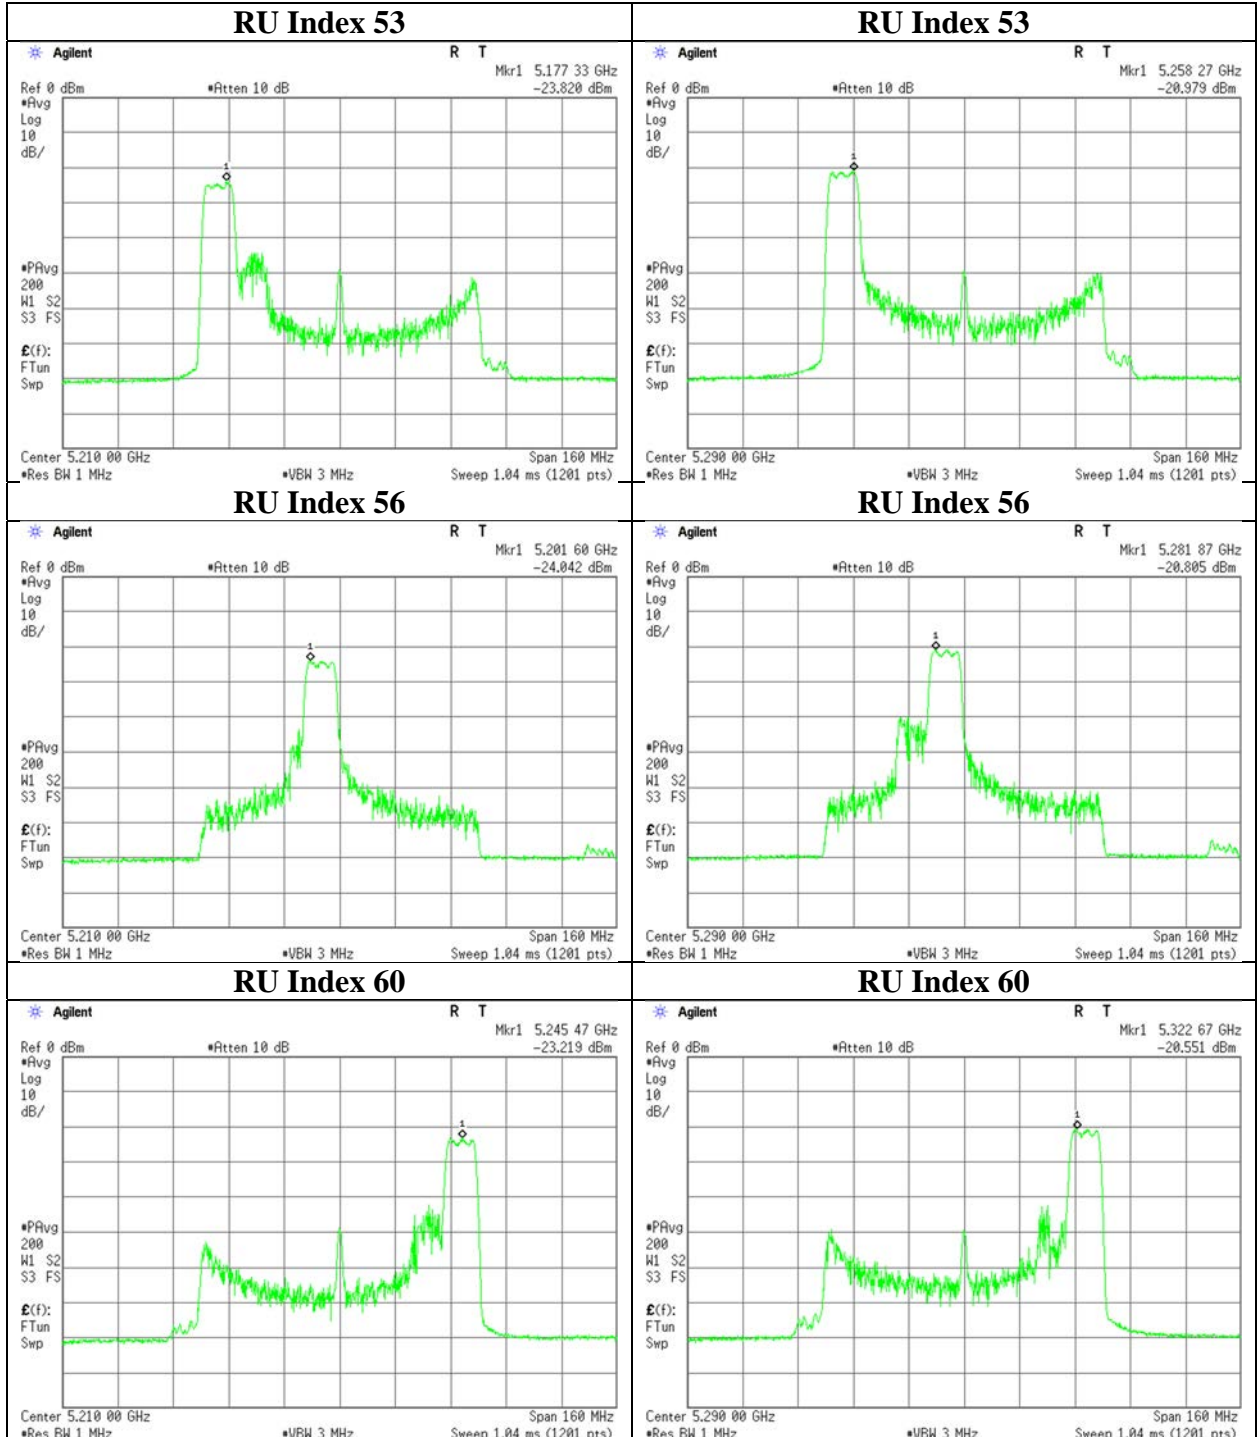 RU Index 53
RU Index 53
Agilent R T
Mkr1 5.177 33 GHz
Ref 0 dBm #Atten 10 dB -23.820 dBm
#Avg
Log
10
dB/
1
#PAvg
200
W1 S2
S3 FS
£(f):
FTun
Swp
Center 5.210 00 GHz Span 160 MHz
#Res BW 1 MHz #VBW 3 MHz Sweep 1.04 ms (1201 pts)
Agilent R T
Mkr1 5.258 27 GHz
Ref 0 dBm #Atten 10 dB -20.979 dBm
#Avg
Log
10
dB/
1
#PAvg
200
W1 S2
S3 FS
£(f):
FTun
Swp
Center 5.290 00 GHz Span 160 MHz
#Res BW 1 MHz #VBW 3 MHz Sweep 1.04 ms (1201 pts)
RU Index 56
RU Index 56
Agilent R T
Mkr1 5.201 60 GHz
Ref 0 dBm #Atten 10 dB -24.042 dBm
#Avg
Log
10
dB/
1
#PAvg
200
W1 S2
S3 FS
£(f):
FTun
Swp
Center 5.210 00 GHz Span 160 MHz
#Res BW 1 MHz #VBW 3 MHz Sweep 1.04 ms (1201 pts)
Agilent R T
Mkr1 5.281 87 GHz
Ref 0 dBm #Atten 10 dB -20.805 dBm
#Avg
Log
10
dB/
1
#PAvg
200
W1 S2
S3 FS
£(f):
FTun
Swp
Center 5.290 00 GHz Span 160 MHz
#Res BW 1 MHz #VBW 3 MHz Sweep 1.04 ms (1201 pts)
RU Index 60
RU Index 60
Agilent R T
Mkr1 5.245 47 GHz
Ref 0 dBm #Atten 10 dB -23.219 dBm
#Avg
Log
10
dB/
1
#PAvg
200
W1 S2
S3 FS
£(f):
FTun
Swp
Center 5.210 00 GHz Span 160 MHz
#Res BW 1 MHz #VBW 3 MHz Sweep 1.04 ms (1201 pts)
Agilent R T
Mkr1 5.322 67 GHz
Ref 0 dBm #Atten 10 dB -20.551 dBm
#Avg
Log
10
dB/
1
#PAvg
200
W1 S2
S3 FS
£(f):
FTun
Swp
Center 5.290 00 GHz Span 160 MHz
#Res BW 1 MHz #VBW 3 MHz Sweep 1.04 ms (1201 pts)